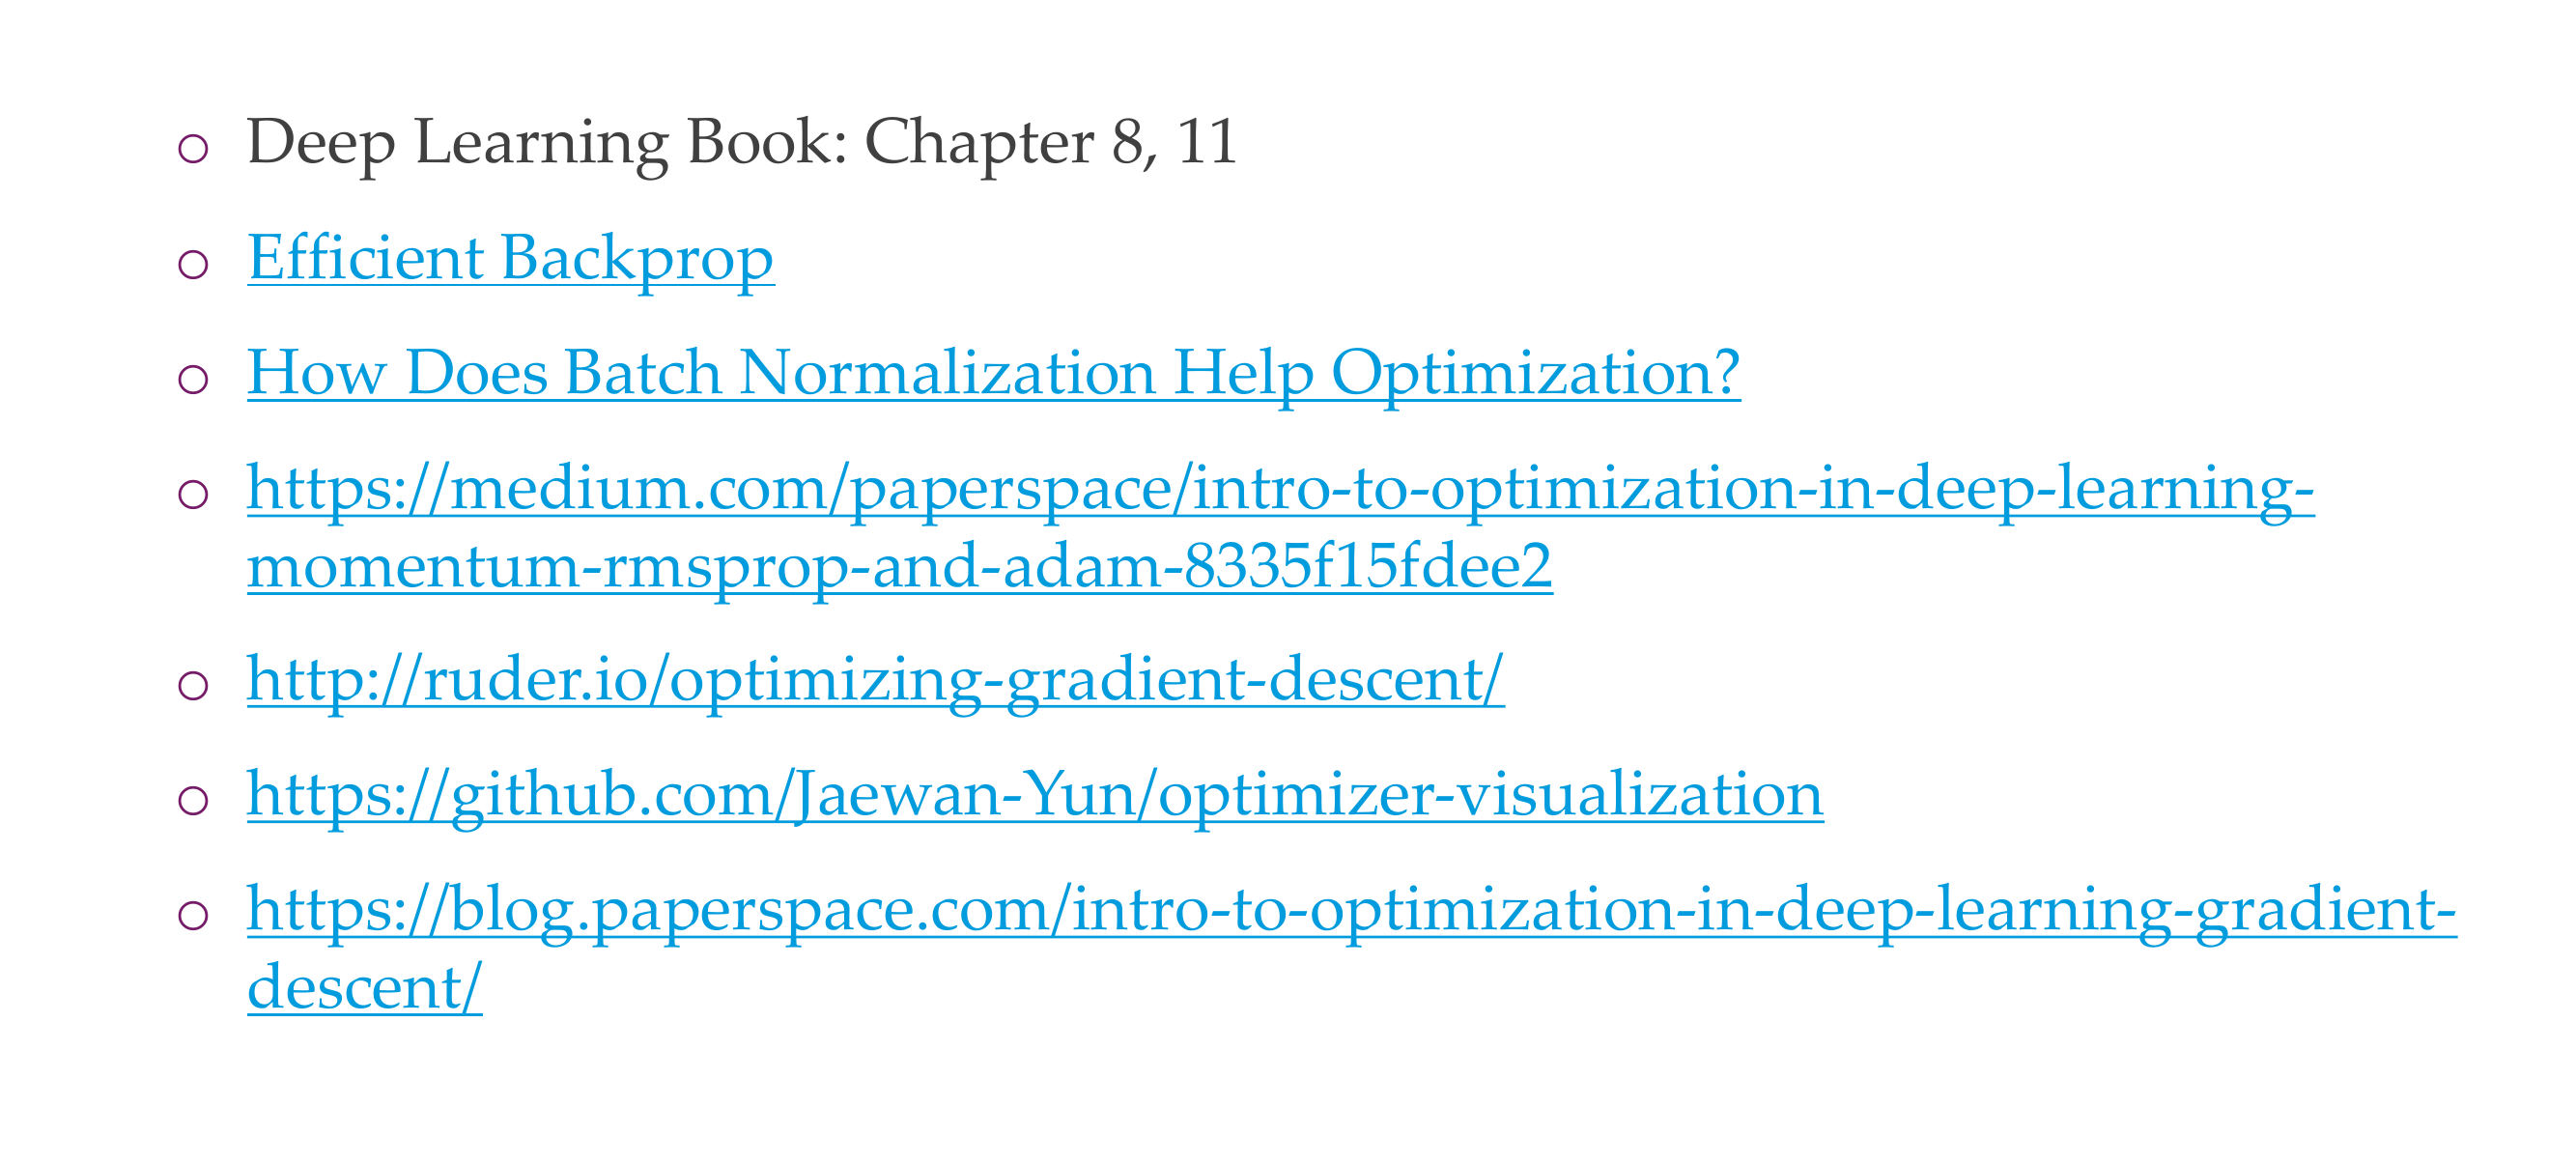 Deep Learning Book: Chapter 8, 11
Efficient Backprop
How Does Batch Normalization Help Optimization?
https://medium.com/paperspace/intro-to-optimization-in-deep-learning-
momentum-rmsprop-and-adam-8335f15fdee2
http://ruder.io/optimizing-gradient-descent/
https://github.com/Jaewan-Yun/optimizer-visualization
https://blog.paperspace.com/intro-to-optimization-in-deep-learning-gradient-
descent/